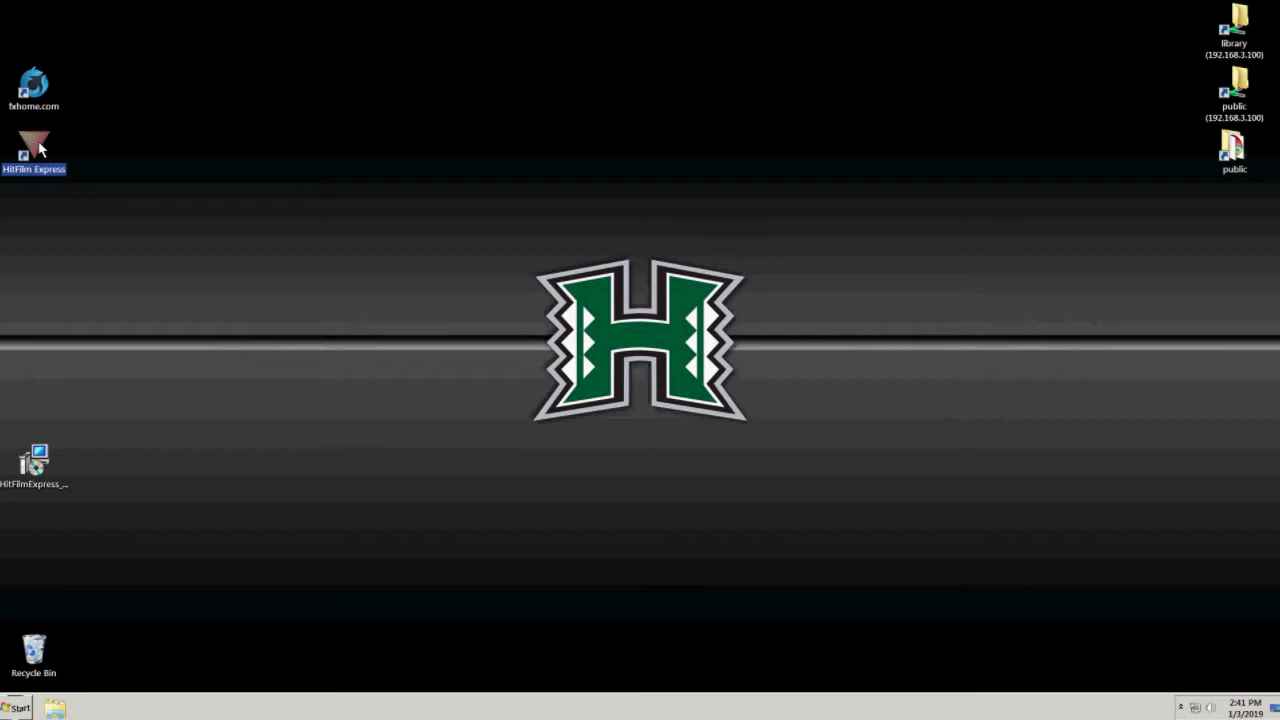 library
(192.168.3.100)
fxhome.com
public
(192.168.3.100)
HitFilm Express
public
H
HitFilmExpress_...
Recycle Bin
Start
2:41 PM
1/3/2019